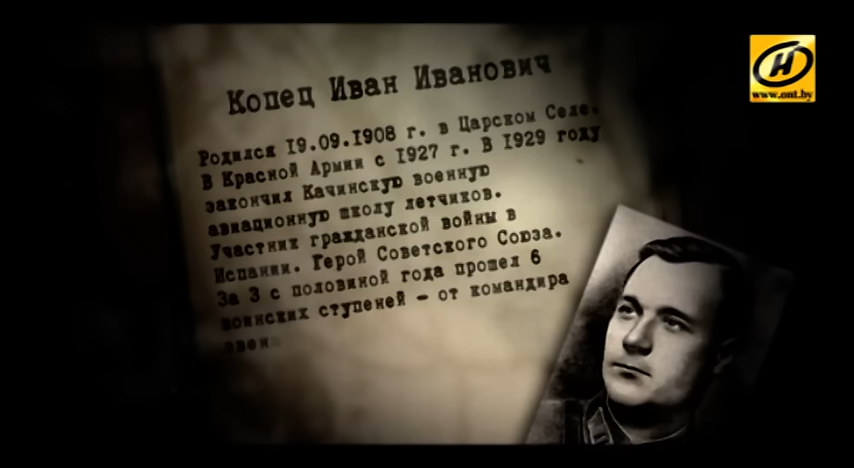 Копец Иван Иванович
Родился 19.09.1908 г. в Царском Селе.
В Красной Армии с 1927 г. В 1929 году
закончил Качинскую военную
авиационную школу летчиков.
Участник гражданской войны в
Испании. Герой Советского Союза.
За 3 с половиной года прошел 6
воинских ступеней – от командира
звен
www.ont.by